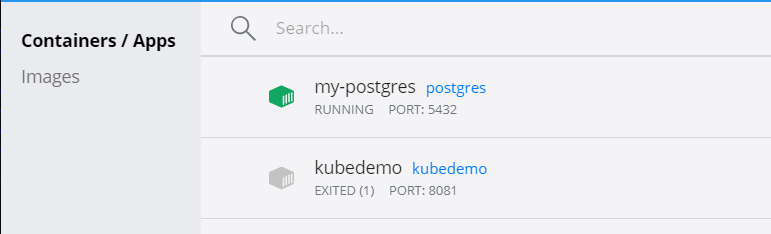 Containers / Apps
Images
Search...
my-postgres postgres
RUNNING PORT: 5432
kubedemo kubedemo
EXITED (1) PORT: 8081